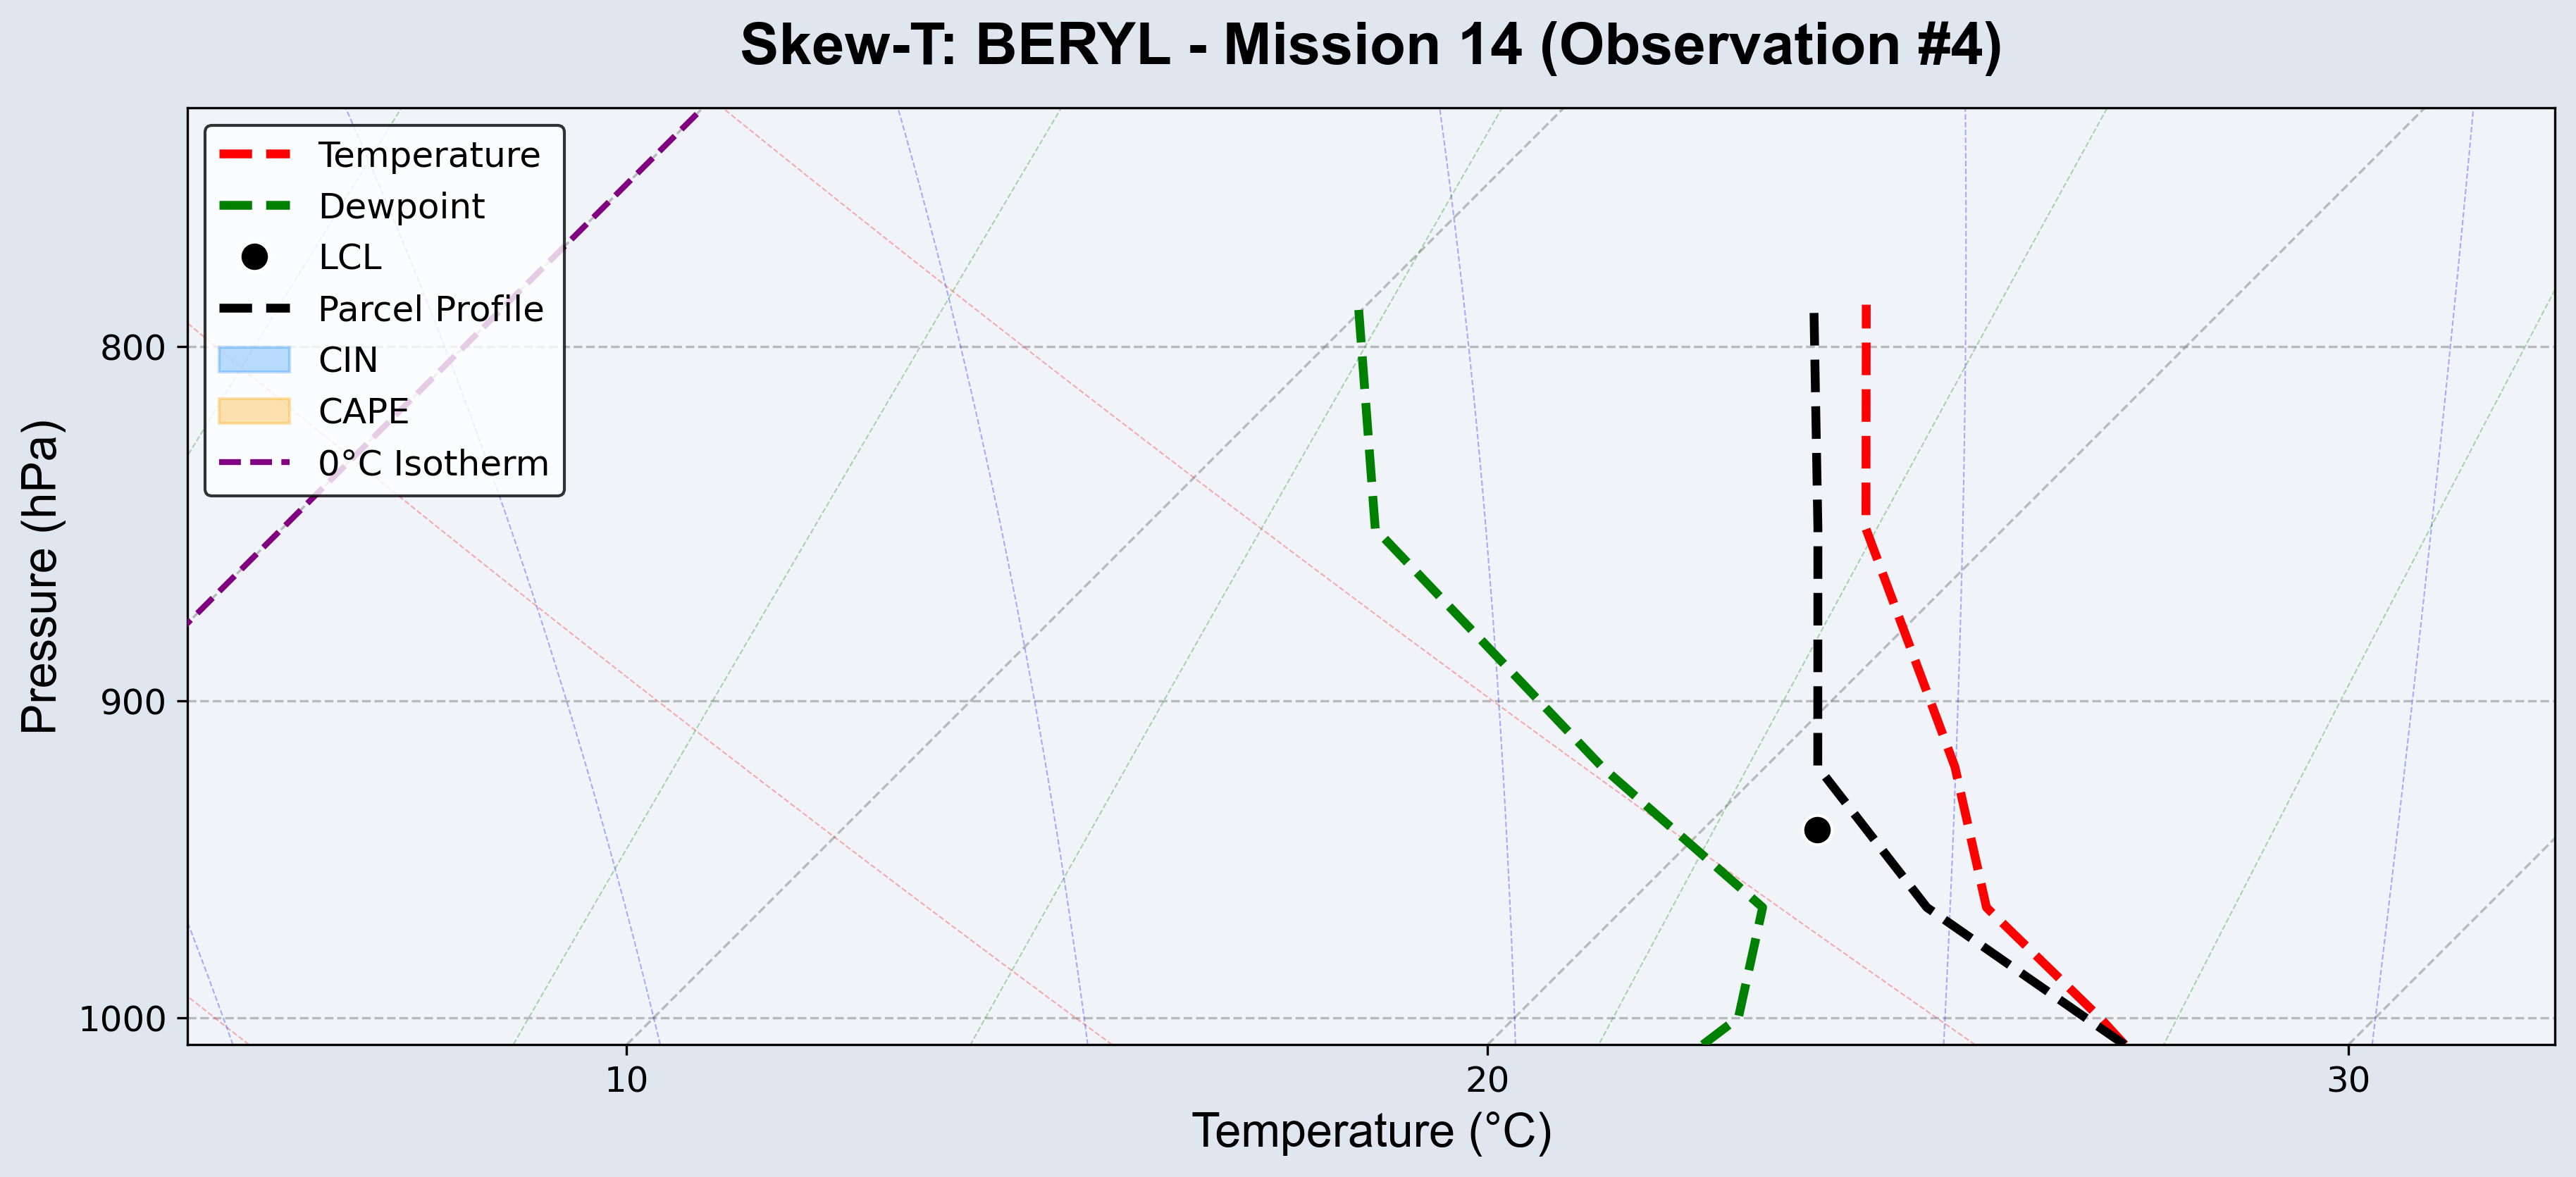 Skew-T: BERYL - Mission 14 (Observation #4)
Temperature
Dewpoint
LCL
Parcel Profile
CIN
CAPE
0°C Isotherm
Pressure (hPa)
800
900
1000
10
20
30
Temperature (°C)